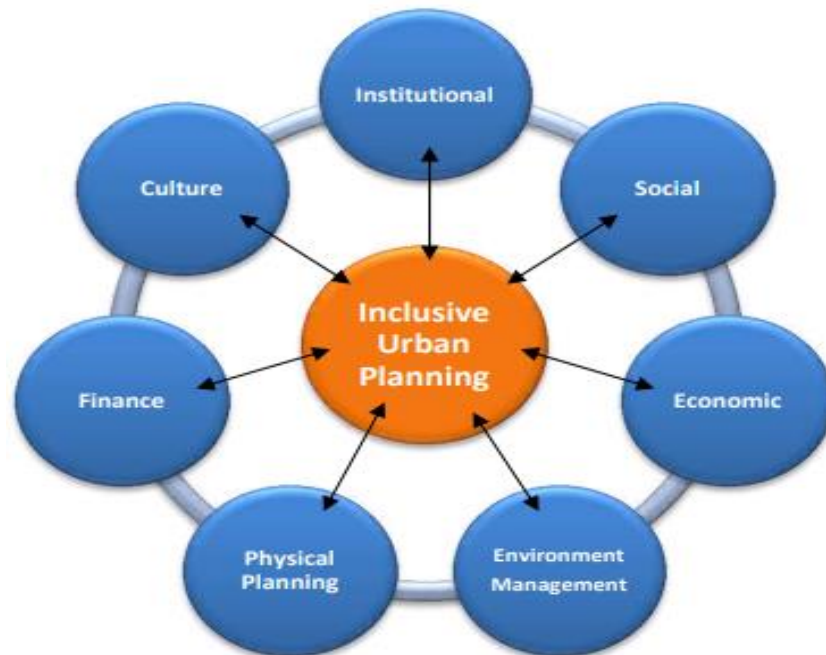 Institutional
Social
Economic
Environment
Management
Physical
Planning
Finance
Culture
Inclusive
Urban
Planning